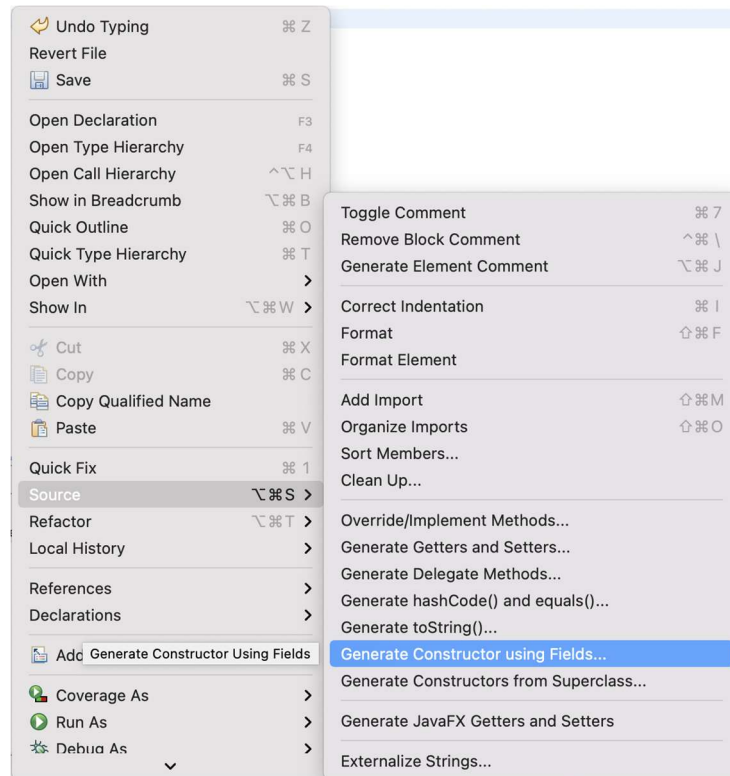 Undo Typing ⌘ Z
Revert File
Save ⌘ S
Open Declaration F3
Open Type Hierarchy F4
Open Call Hierarchy ^⌥ H
Show in Breadcrumb ⌥⌘ B
Quick Outline ⌘ O
Quick Type Hierarchy ⌘ T
Open With
Show In ⌥⌘ W
Cut ⌘ X
Copy ⌘ C
Copy Qualified Name
Paste ⌘ V
Quick Fix ⌘ 1
Source ⌥⌘ S
Refactor ⌥⌘ T
Local History
References
Declarations
Add
Generate Constructor Using Fields
Coverage As
Run As
Debug As
Toggle Comment ⌘ 7
Remove Block Comment ^⌘ \
Generate Element Comment ⌥⌘ J
Correct Indentation ⌘ I
Format ⇧⌘ F
Format Element
Add Import ⇧⌘ M
Organize Imports ⇧⌘ O
Sort Members...
Clean Up...
Override/Implement Methods...
Generate Getters and Setters...
Generate Delegate Methods...
Generate hashCode() and equals()...
Generate toString()...
Generate Constructor using Fields...
Generate Constructors from Superclass...
Generate JavaFX Getters and Setters
Externalize Strings...